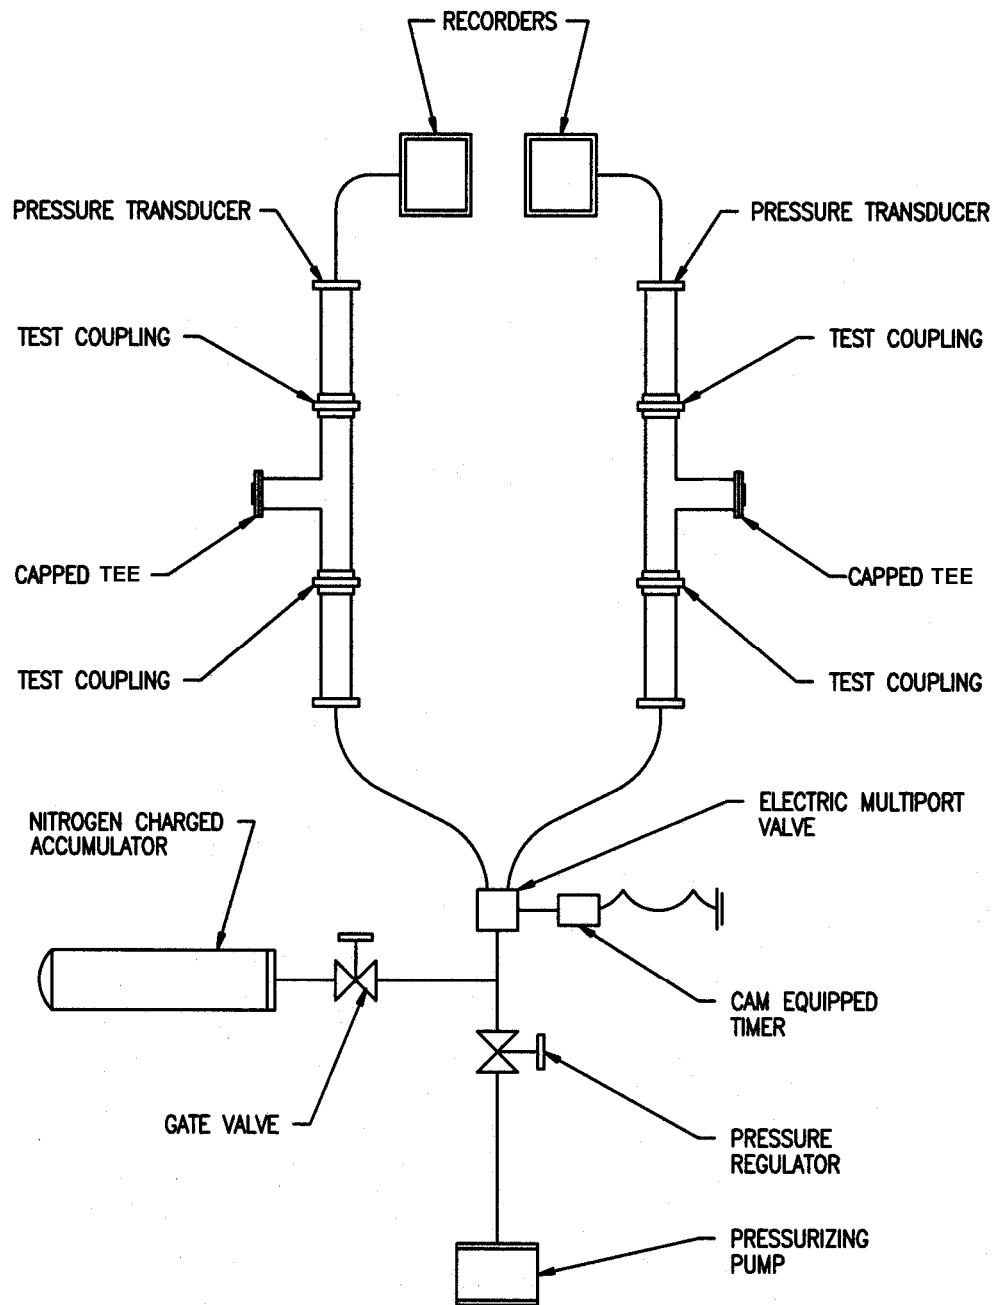 RECORDERS
PRESSURE TRANSDUCER
PRESSURE TRANSDUCER
TEST COUPLING
TEST COUPLING
CAPPED TEE
CAPPED TEE
TEST COUPLING
TEST COUPLING
ELECTRIC MULTIPORT
VALVE
NITROGEN CHARGED
ACCUMULATOR
CAM EQUIPPED
TIMER
GATE VALVE
PRESSURE
REGULATOR
PRESSURIZING
PUMP